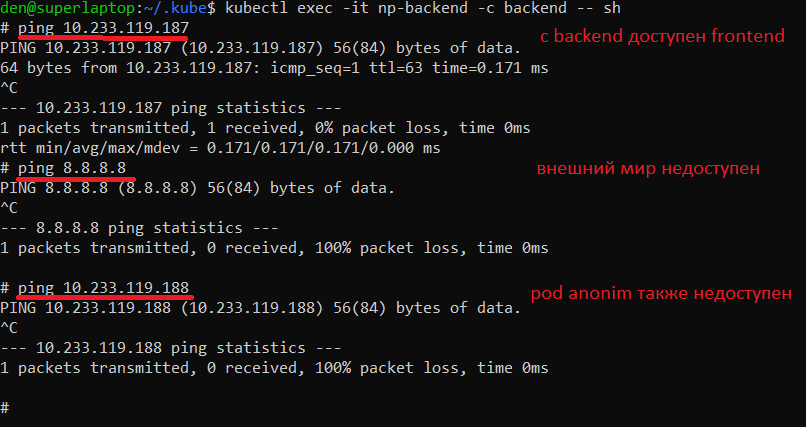 den@superlaptop:~/.kube$ kubectl exec -it np-backend -c backend -- sh
# ping 10.233.119.187
PING 10.233.119.187 (10.233.119.187) 56(84) bytes of data.
с backend доступен frontend
64 bytes from 10.233.119.187: icmp_seq=1 ttl=63 time=0.171 ms
^C
--- 10.233.119.187 ping statistics ---
1 packets transmitted, 1 received, 0% packet loss, time 0ms
rtt min/avg/max/mdev = 0.171/0.171/0.171/0.000 ms
# ping 8.8.8.8
внешний мир недоступен
PING 8.8.8.8 (8.8.8.8) 56(84) bytes of data.
^C
--- 8.8.8.8 ping statistics ---
1 packets transmitted, 0 received, 100% packet loss, time 0ms
# ping 10.233.119.188
pod anonim также недоступен
PING 10.233.119.188 (10.233.119.188) 56(84) bytes of data.
^C
--- 10.233.119.188 ping statistics ---
1 packets transmitted, 0 received, 100% packet loss, time 0ms
#